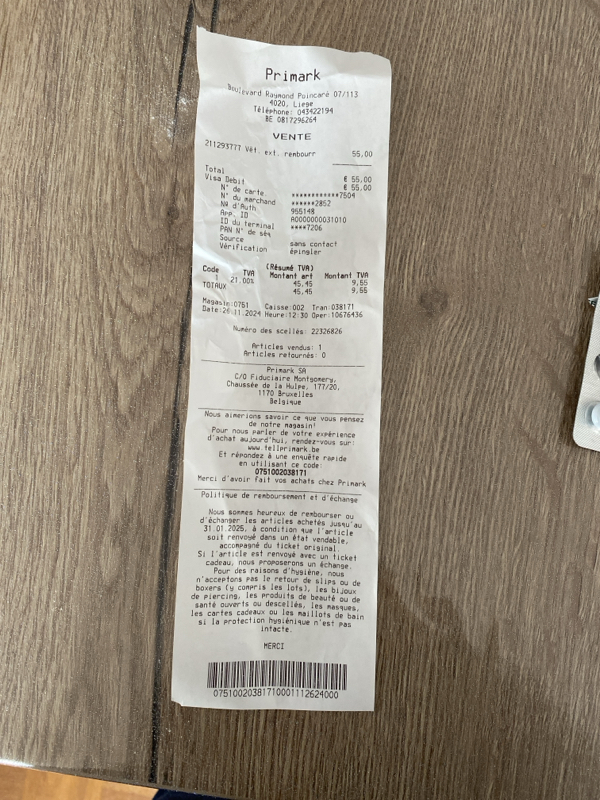 Primark
Boulevard Raymond Poincaré 07/113
4020, Liege
Téléphone: 043422194
BE 0817296264
VENTE
211293777 Vêt. ext. rembourr 55,00
Total € 55,00
Visa Debit € 55,00
N° de carte ************7504
N° du marchand ******2852
N# d'Auth 955148
App. ID A0000000031010
ID du terminal ****7206
PAN N° de séq
Source sans contact
Vérification épingler
(Résumé TVA)
Code TVA Montant art Montant TVA
1 21,00% 45,45 9,55
TOTAUX 45,45 9,55
Magasin:0751 Caisse:002 Tran:038171
Date:26.11.2024 Heure:12:30 Oper:10676436
Numéro des scellés: 22326826
Articles vendus: 1
Articles retournés: 0
Primark SA
C/O Fiduciaire Montgomery,
Chaussée de la Hulpe, 177/20,
1170 Bruxelles
Belgique
Nous aimerions savoir ce que vous pensez
de notre magasin!
Pour nous parler de votre expérience
d'achat aujourd'hui, rendez-vous sur:
www.tellprimark.be
Et répondez à une enquête rapide
en utilisant ce code:
0751002038171
Merci d'avoir fait vos achats chez Primark
Politique de remboursement et d'échange
Nous sommes heureux de rembourser ou
d'échanger les articles achetés jusqu'au
31.01.2025, à condition que l'article
soit renvoyé dans un état vendable,
accompagné du ticket original.
Si l'article est renvoyé avec un ticket
cadeau, nous proposerons un échange.
Pour des raisons d'hygiène, nous
n'acceptons pas le retour de slips ou de
boxers (y compris les lots), les bijoux
de piercing, les produits de beauté ou de
santé ouverts ou descellés, les masques,
les cartes cadeaux ou les maillots de bain
si la protection hygiénique n'est pas
intacte.
MERCI
07510020381710001112624000